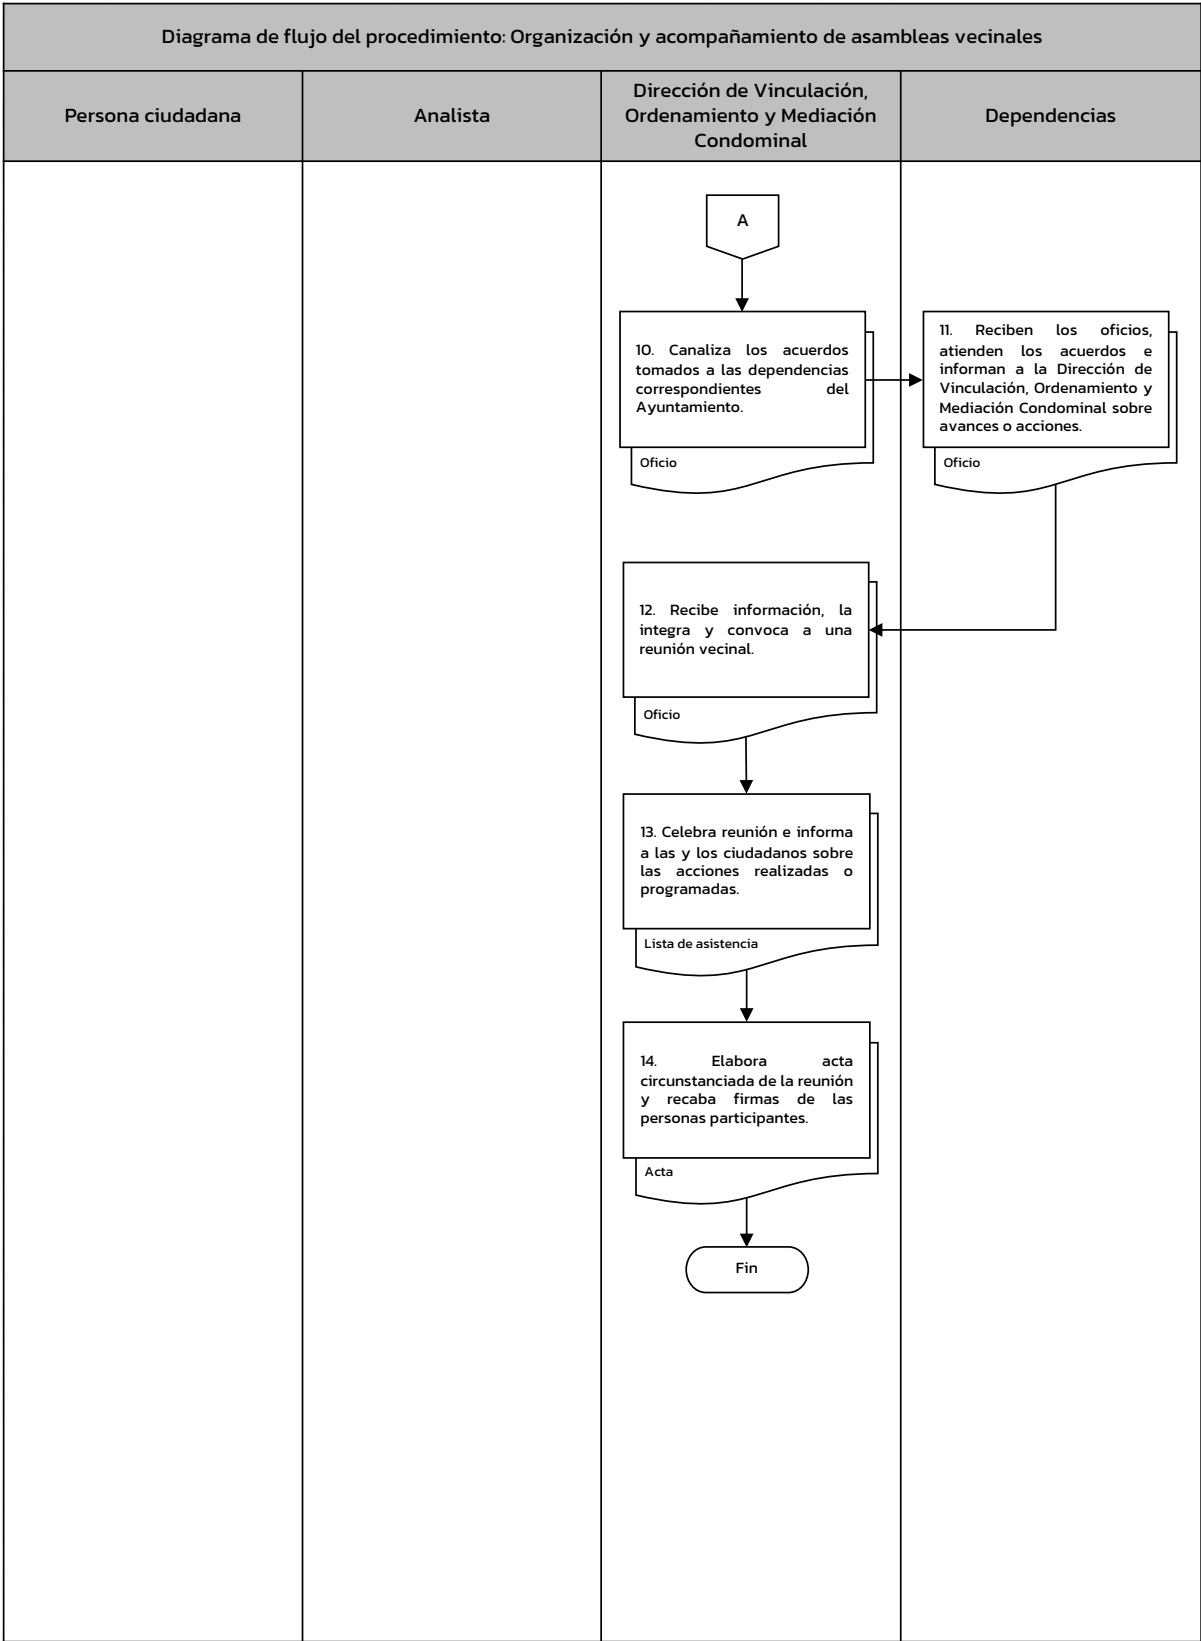 Diagrama de flujo del procedimiento: Organización y acompañamiento de asambleas vecinales
Persona ciudadana
Analista
Dirección de Vinculación,
Ordenamiento y Mediación
Condominal
Dependencias
A
10. Canaliza los acuerdos
tomados a las dependencias
correspondientes del
Ayuntamiento.
Oficio
11. Reciben los oficios,
atienden los acuerdos e
informan a la Dirección de
Vinculación, Ordenamiento y
Mediación Condominal sobre
avances o acciones.
Oficio
12. Recibe información, la
integra y convoca a una
reunión vecinal.
Oficio
13. Celebra reunión e informa
a las y los ciudadanos sobre
las acciones realizadas o
programadas.
Lista de asistencia
14. Elabora acta
circunstanciada de la reunión
y recaba firmas de las
personas participantes.
Acta
Fin